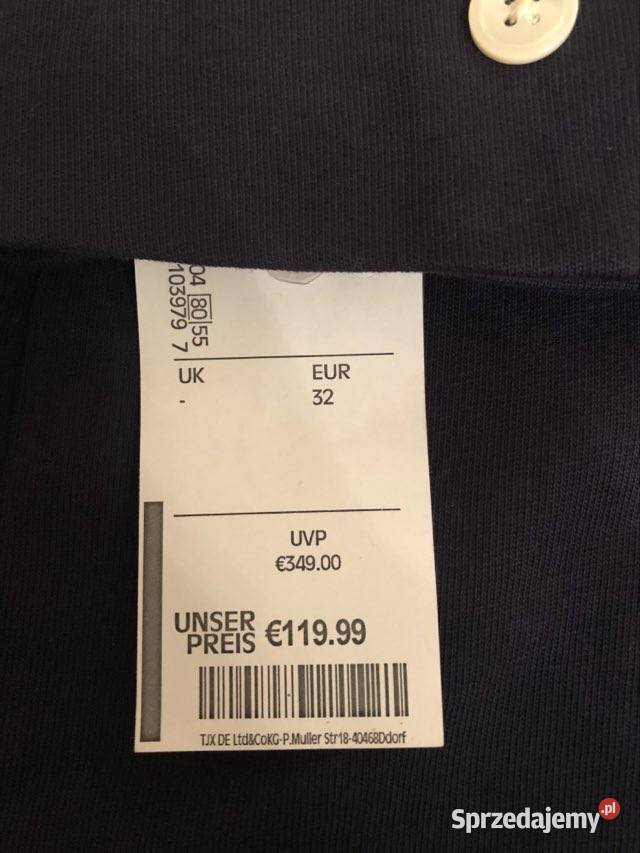 04 80 55
103979 7
UK EUR
- 32
UVP
€349.00
UNSER
PREIS €119.99
TJX DE Ltd&CoKG-P.Muller Str18-40468Ddorf
Sprzedajemy.pl